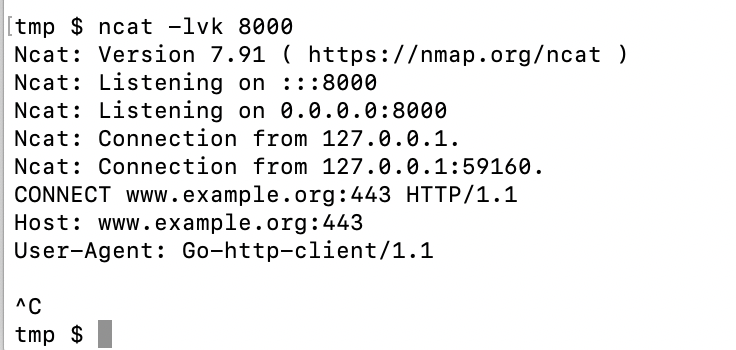 [tmp $ ncat -lvk 8000
Ncat: Version 7.91 ( https://nmap.org/ncat )
Ncat: Listening on :::8000
Ncat: Listening on 0.0.0.0:8000
Ncat: Connection from 127.0.0.1.
Ncat: Connection from 127.0.0.1:59160.
CONNECT www.example.org:443 HTTP/1.1
Host: www.example.org:443
User-Agent: Go-http-client/1.1
^C
tmp $